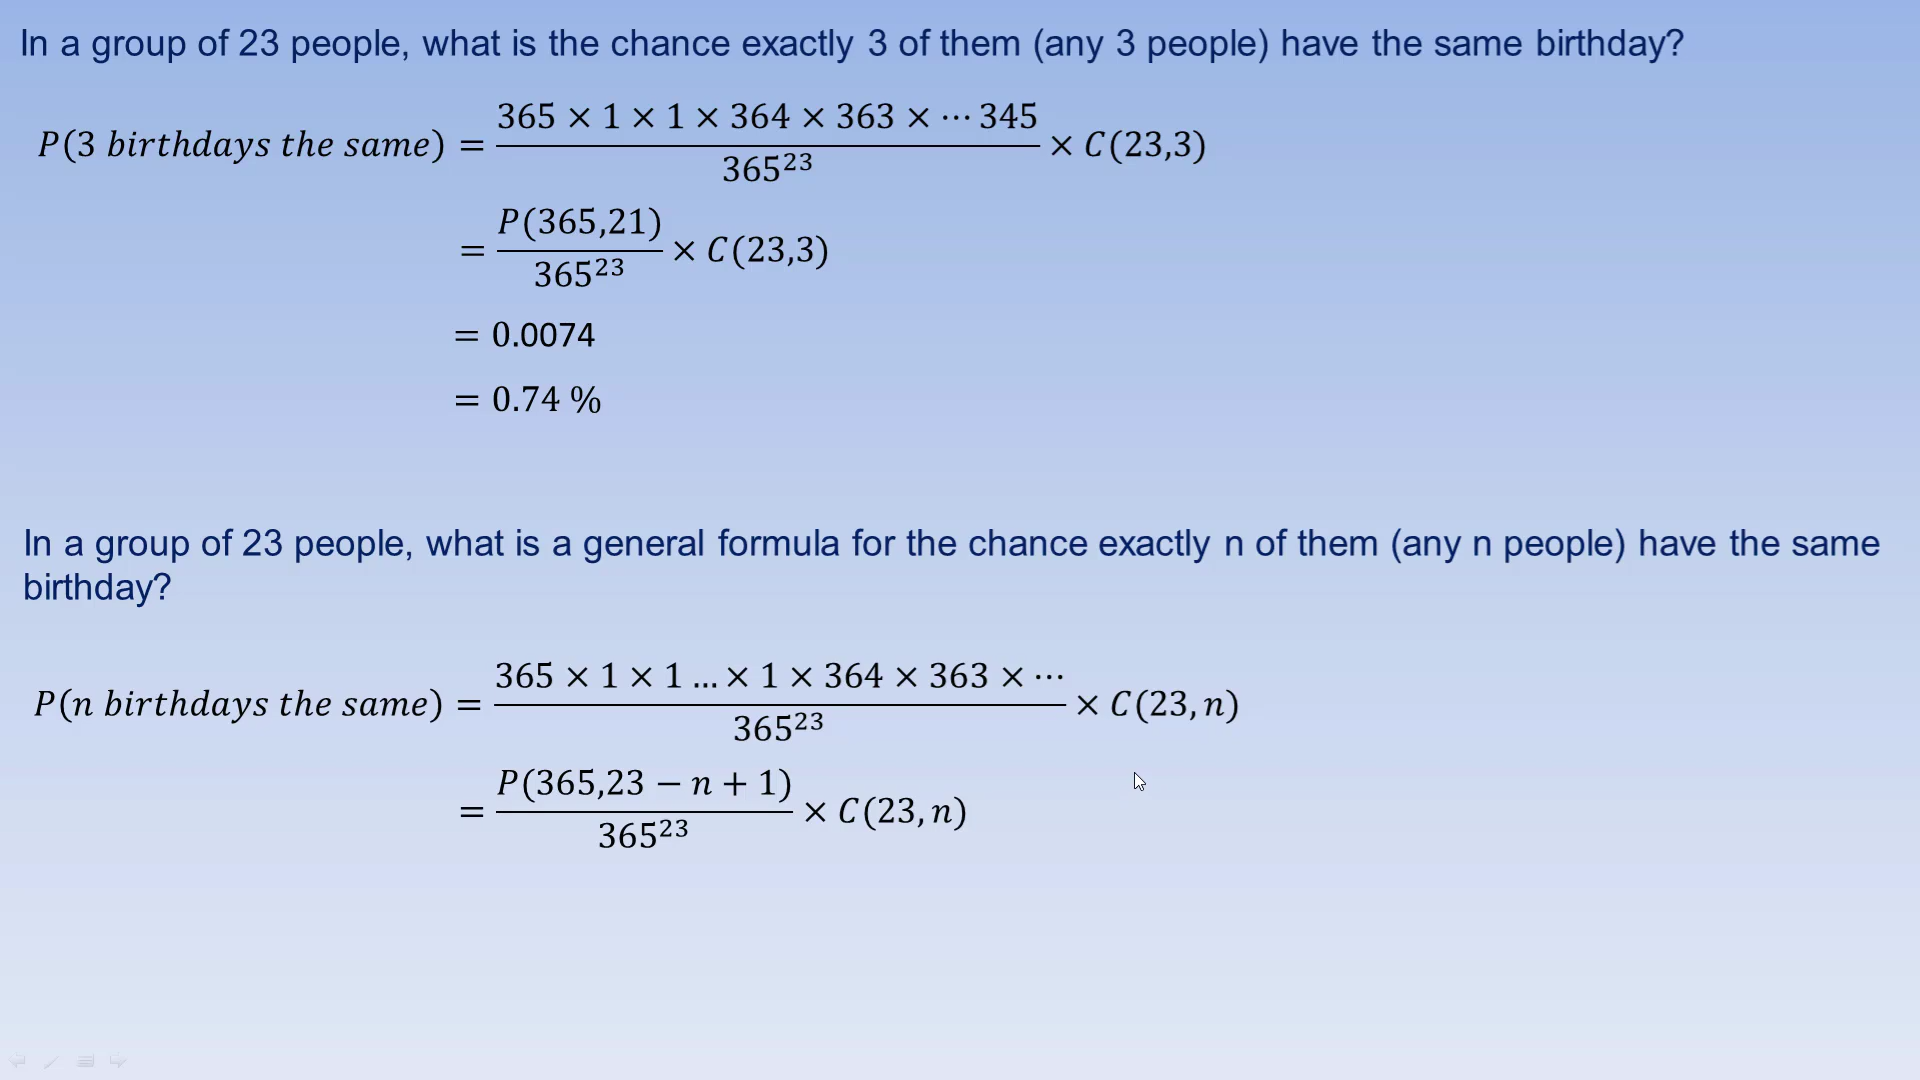 In a group of 23 people, what is the chance exactly 3 of them (any 3 people) have the same birthday?
P(3 birthdays the same) = \frac{365 × 1 × 1 × 364 × 363 × ⋯ 345}{365^{23}} × C(23,3)
= \frac{P(365,21)}{365^{23}} × C(23,3)
= 0.0074
= 0.74 %
In a group of 23 people, what is a general formula for the chance exactly n of them (any n people) have the same
birthday?
P(n birthdays the same) = \frac{365 × 1 × 1 … × 1 × 364 × 363 × ⋯}{365^{23}} × C(23, n)
= \frac{P(365,23 − n + 1)}{365^{23}} × C(23, n)